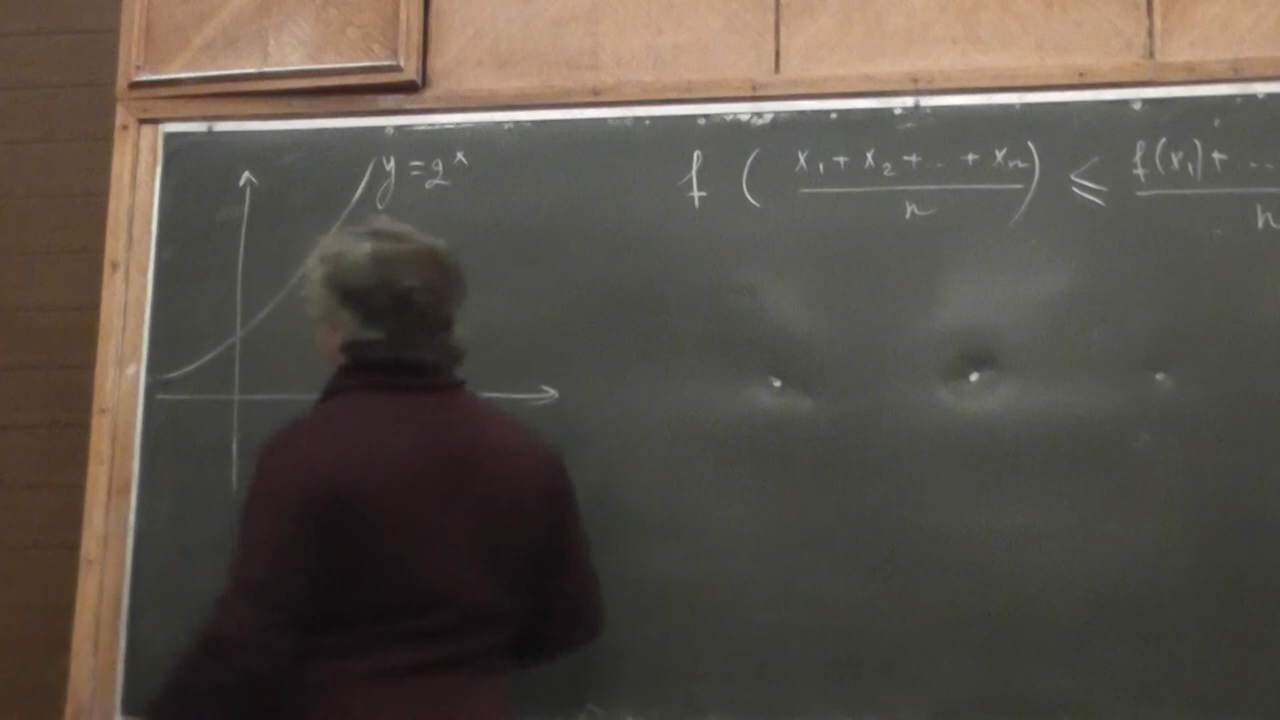 y = 2^x
f ( (x₁ + x₂ + ... + xₙ) / n ) ≤ (f(x₁) + ...) / n